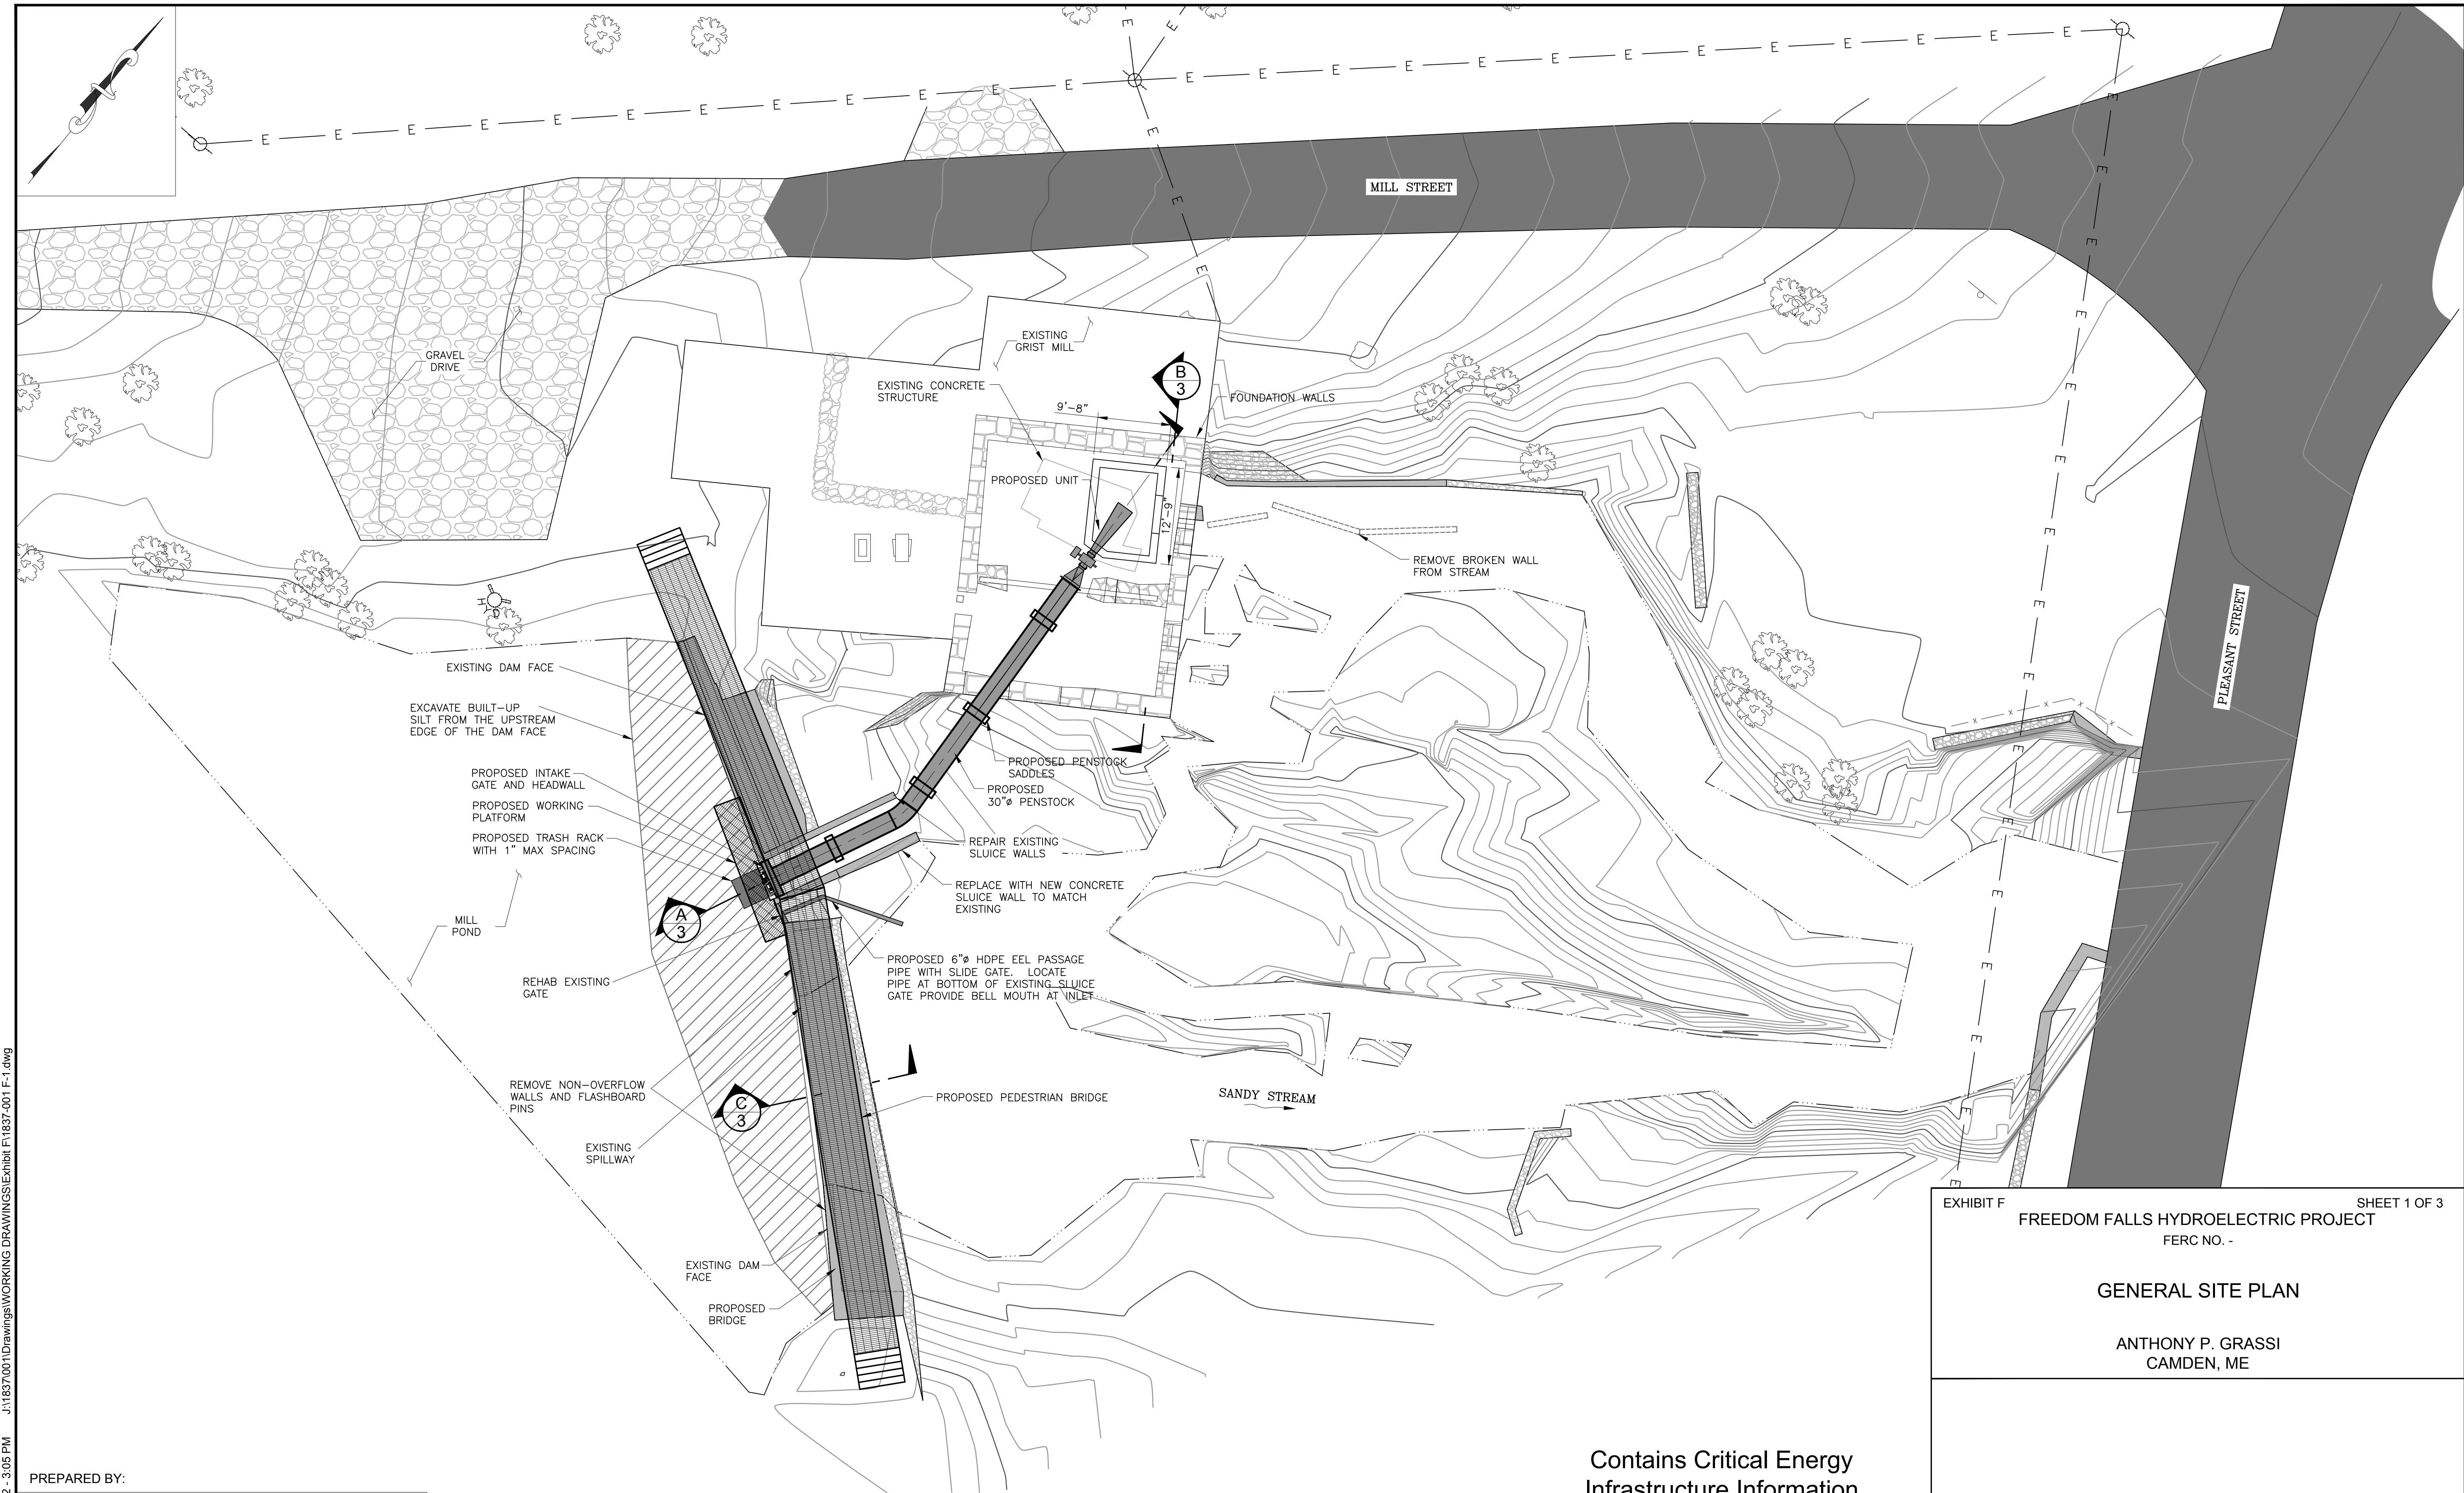 MILL STREET
EXISTING
GRIST MILL
GRAVEL
DRIVE
EXISTING CONCRETE
STRUCTURE
B
3
9'-8"
FOUNDATION WALLS
PROPOSED UNIT
12'-9"
REMOVE BROKEN WALL
FROM STREAM
PLEASANT STREET
EXISTING DAM FACE
EXCAVATE BUILT-UP
SILT FROM THE UPSTREAM
EDGE OF THE DAM FACE
PROPOSED INTAKE
GATE AND HEADWALL
PROPOSED WORKING
PLATFORM
PROPOSED TRASH RACK
WITH 1" MAX SPACING
PROPOSED PENSTOCK
SADDLES
PROPOSED
30"ø PENSTOCK
REPAIR EXISTING
SLUICE WALLS
REPLACE WITH NEW CONCRETE
SLUICE WALL TO MATCH
EXISTING
A
3
MILL
POND
REHAB EXISTING
GATE
PROPOSED 6"ø HDPE EEL PASSAGE
PIPE WITH SLIDE GATE. LOCATE
PIPE AT BOTTOM OF EXISTING SLUICE
GATE PROVIDE BELL MOUTH AT INLET
REMOVE NON-OVERFLOW
WALLS AND FLASHBOARD
PINS
C
3
PROPOSED PEDESTRIAN BRIDGE
SANDY STREAM
EXISTING
SPILLWAY
EXISTING DAM
FACE
PROPOSED
BRIDGE
EXHIBIT F SHEET 1 OF 3
FREEDOM FALLS HYDROELECTRIC PROJECT
FERC NO. -
GENERAL SITE PLAN
ANTHONY P. GRASSI
CAMDEN, ME
Contains Critical Energy
Infrastructure Information
PREPARED BY:
2 - 3:05 PM J:\1837\001\Drawings\WORKING DRAWINGS\Exhibit F\1837-001 F-1.dwg